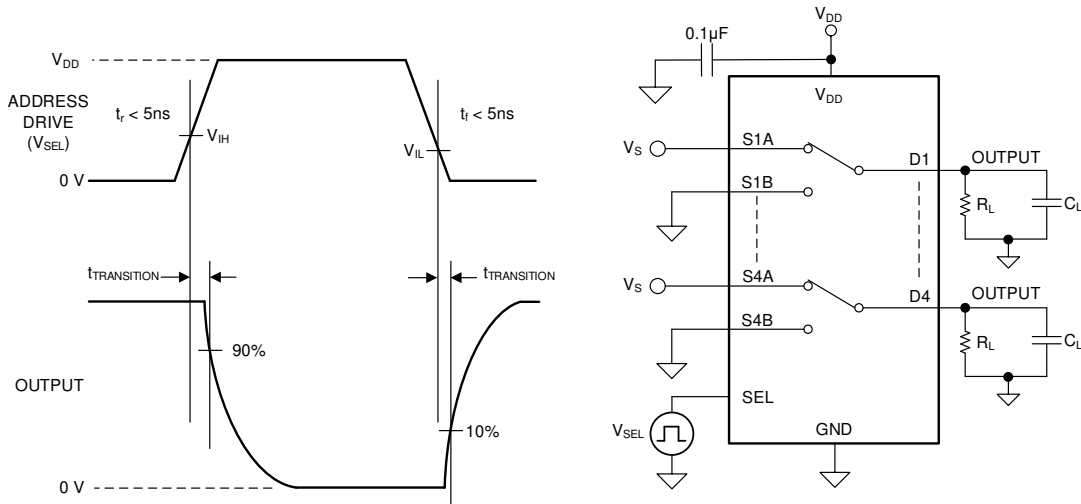 V_DD
ADDRESS
DRIVE
(V_SEL)
t_r < 5ns
V_IH
V_IL
t_f < 5ns
0 V
t_TRANSITION
t_TRANSITION
90%
OUTPUT
10%
0 V
V_DD
0.1µF
V_DD
V_S
S1A
D1
OUTPUT
S1B
R_L
C_L
V_S
S4A
D4
OUTPUT
S4B
R_L
C_L
SEL
V_SEL
GND